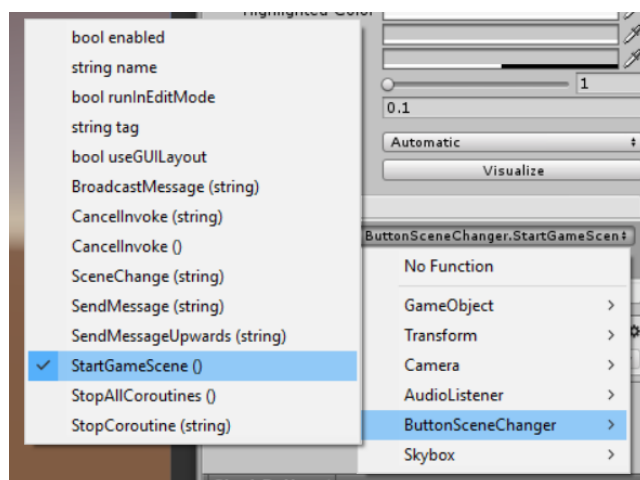 Highlighted Color
bool enabled
string name
bool runInEditMode
string tag
bool useGUILayout
BroadcastMessage (string)
CancelInvoke (string)
CancelInvoke ()
SceneChange (string)
SendMessage (string)
SendMessageUpwards (string)
StartGameScene ()
StopAllCoroutines ()
StopCoroutine (string)
1
0.1
Automatic
Visualize
ButtonSceneChanger.StartGameScen
No Function
GameObject
Transform
Camera
AudioListener
ButtonSceneChanger
Skybox